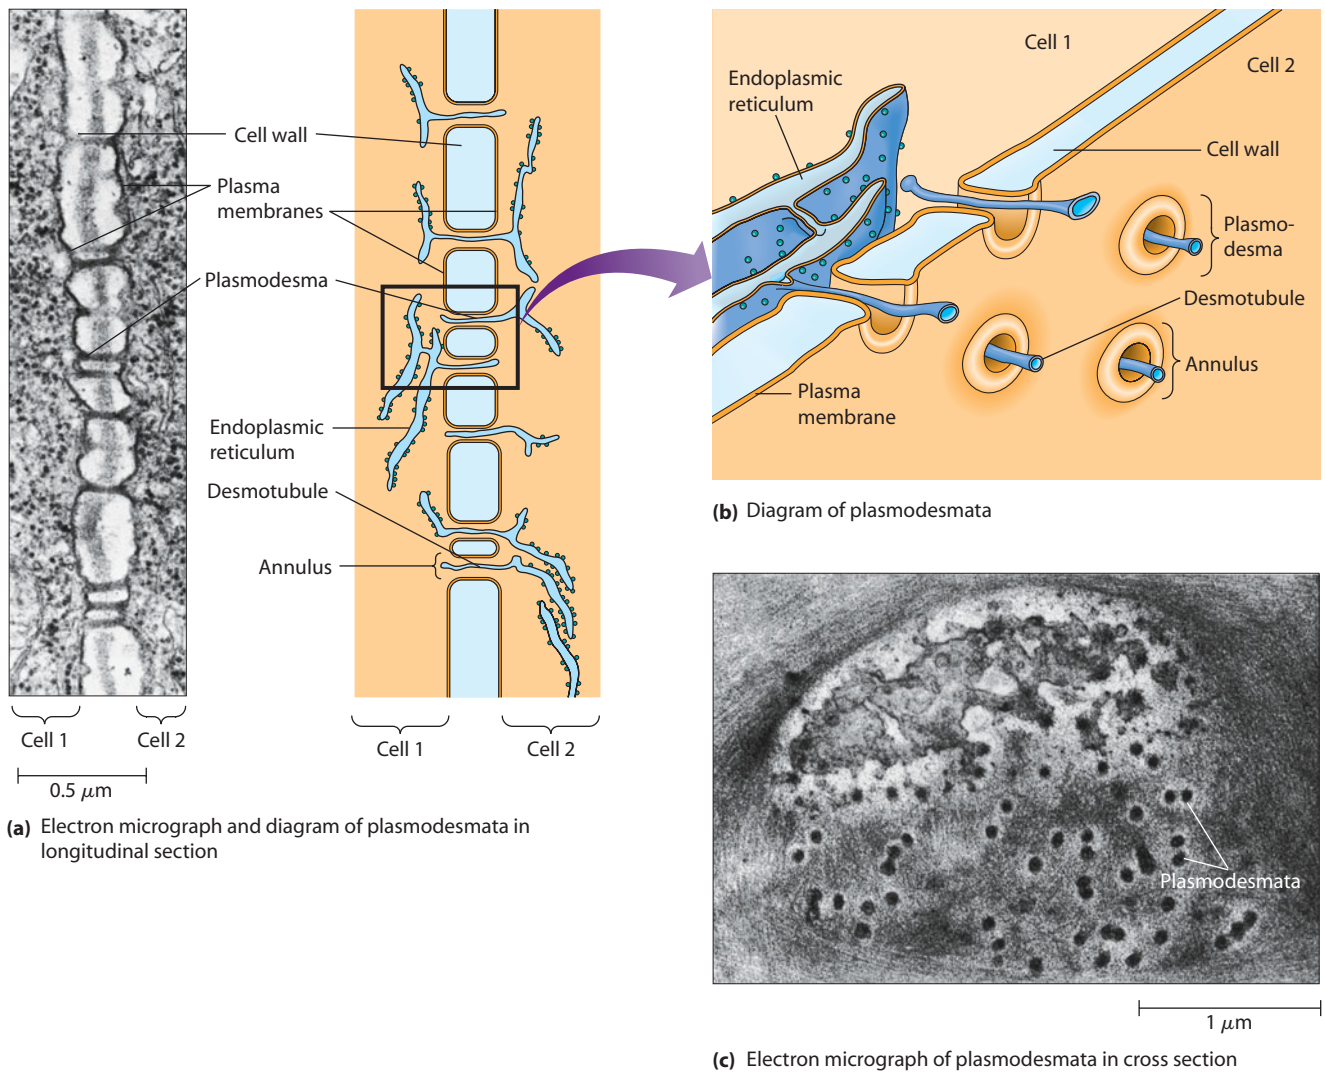 Cell wall
Plasma
membranes
Plasmodesma
Endoplasmic
reticulum
Desmotubule
Annulus
Cell 1
Cell 2
0.5 μm
Cell 1
Cell 2
(a) Electron micrograph and diagram of plasmodesmata in
longitudinal section
Cell 1
Cell 2
Endoplasmic
reticulum
Cell wall
Plasmo-
desma
Desmotubule
Annulus
Plasma
membrane
(b) Diagram of plasmodesmata
Plasmodesmata
1 μm
(c) Electron micrograph of plasmodesmata in cross section